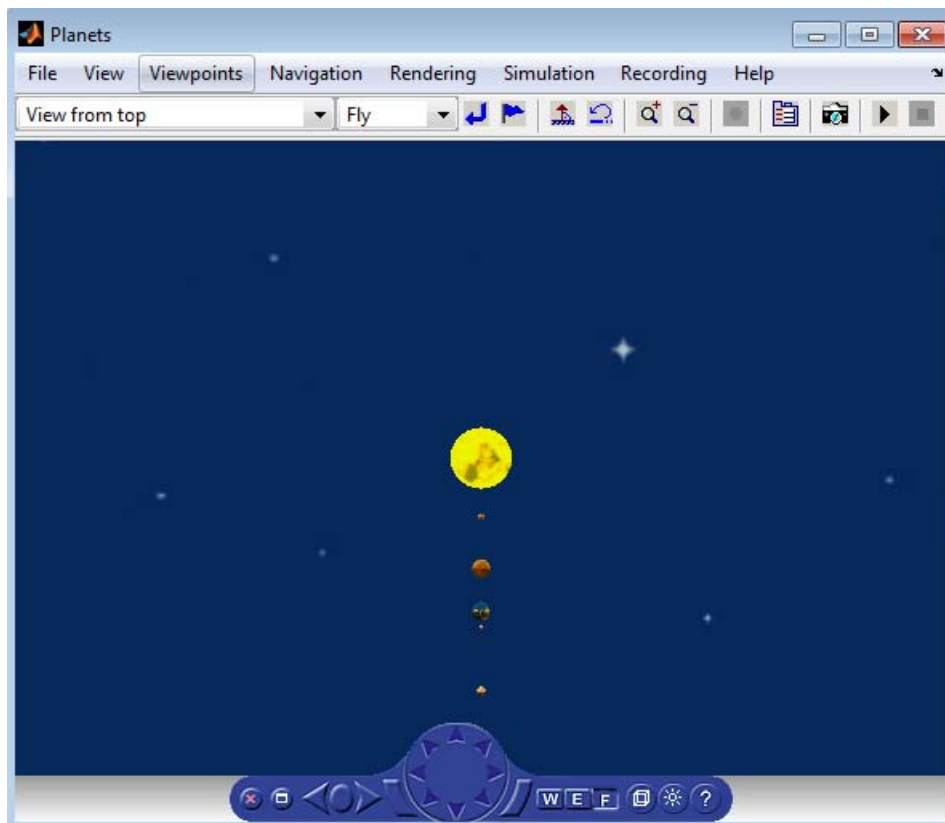 Planets
File View Viewpoints Navigation Rendering Simulation Recording Help
View from top Fly
W E F ?